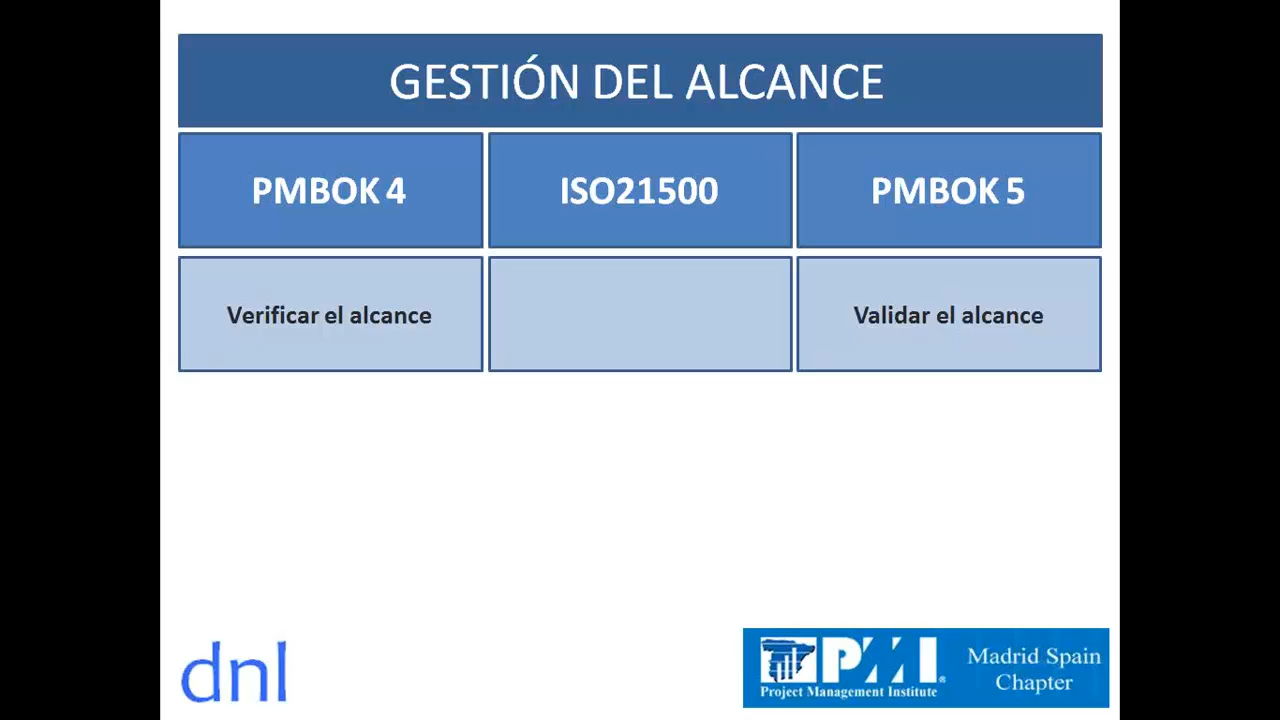 GESTIÓN DEL ALCANCE
PMBOK 4
ISO21500
PMBOK 5
Verificar el alcance
Validar el alcance
dnl
PMI®
Project Management Institute
Madrid Spain
Chapter